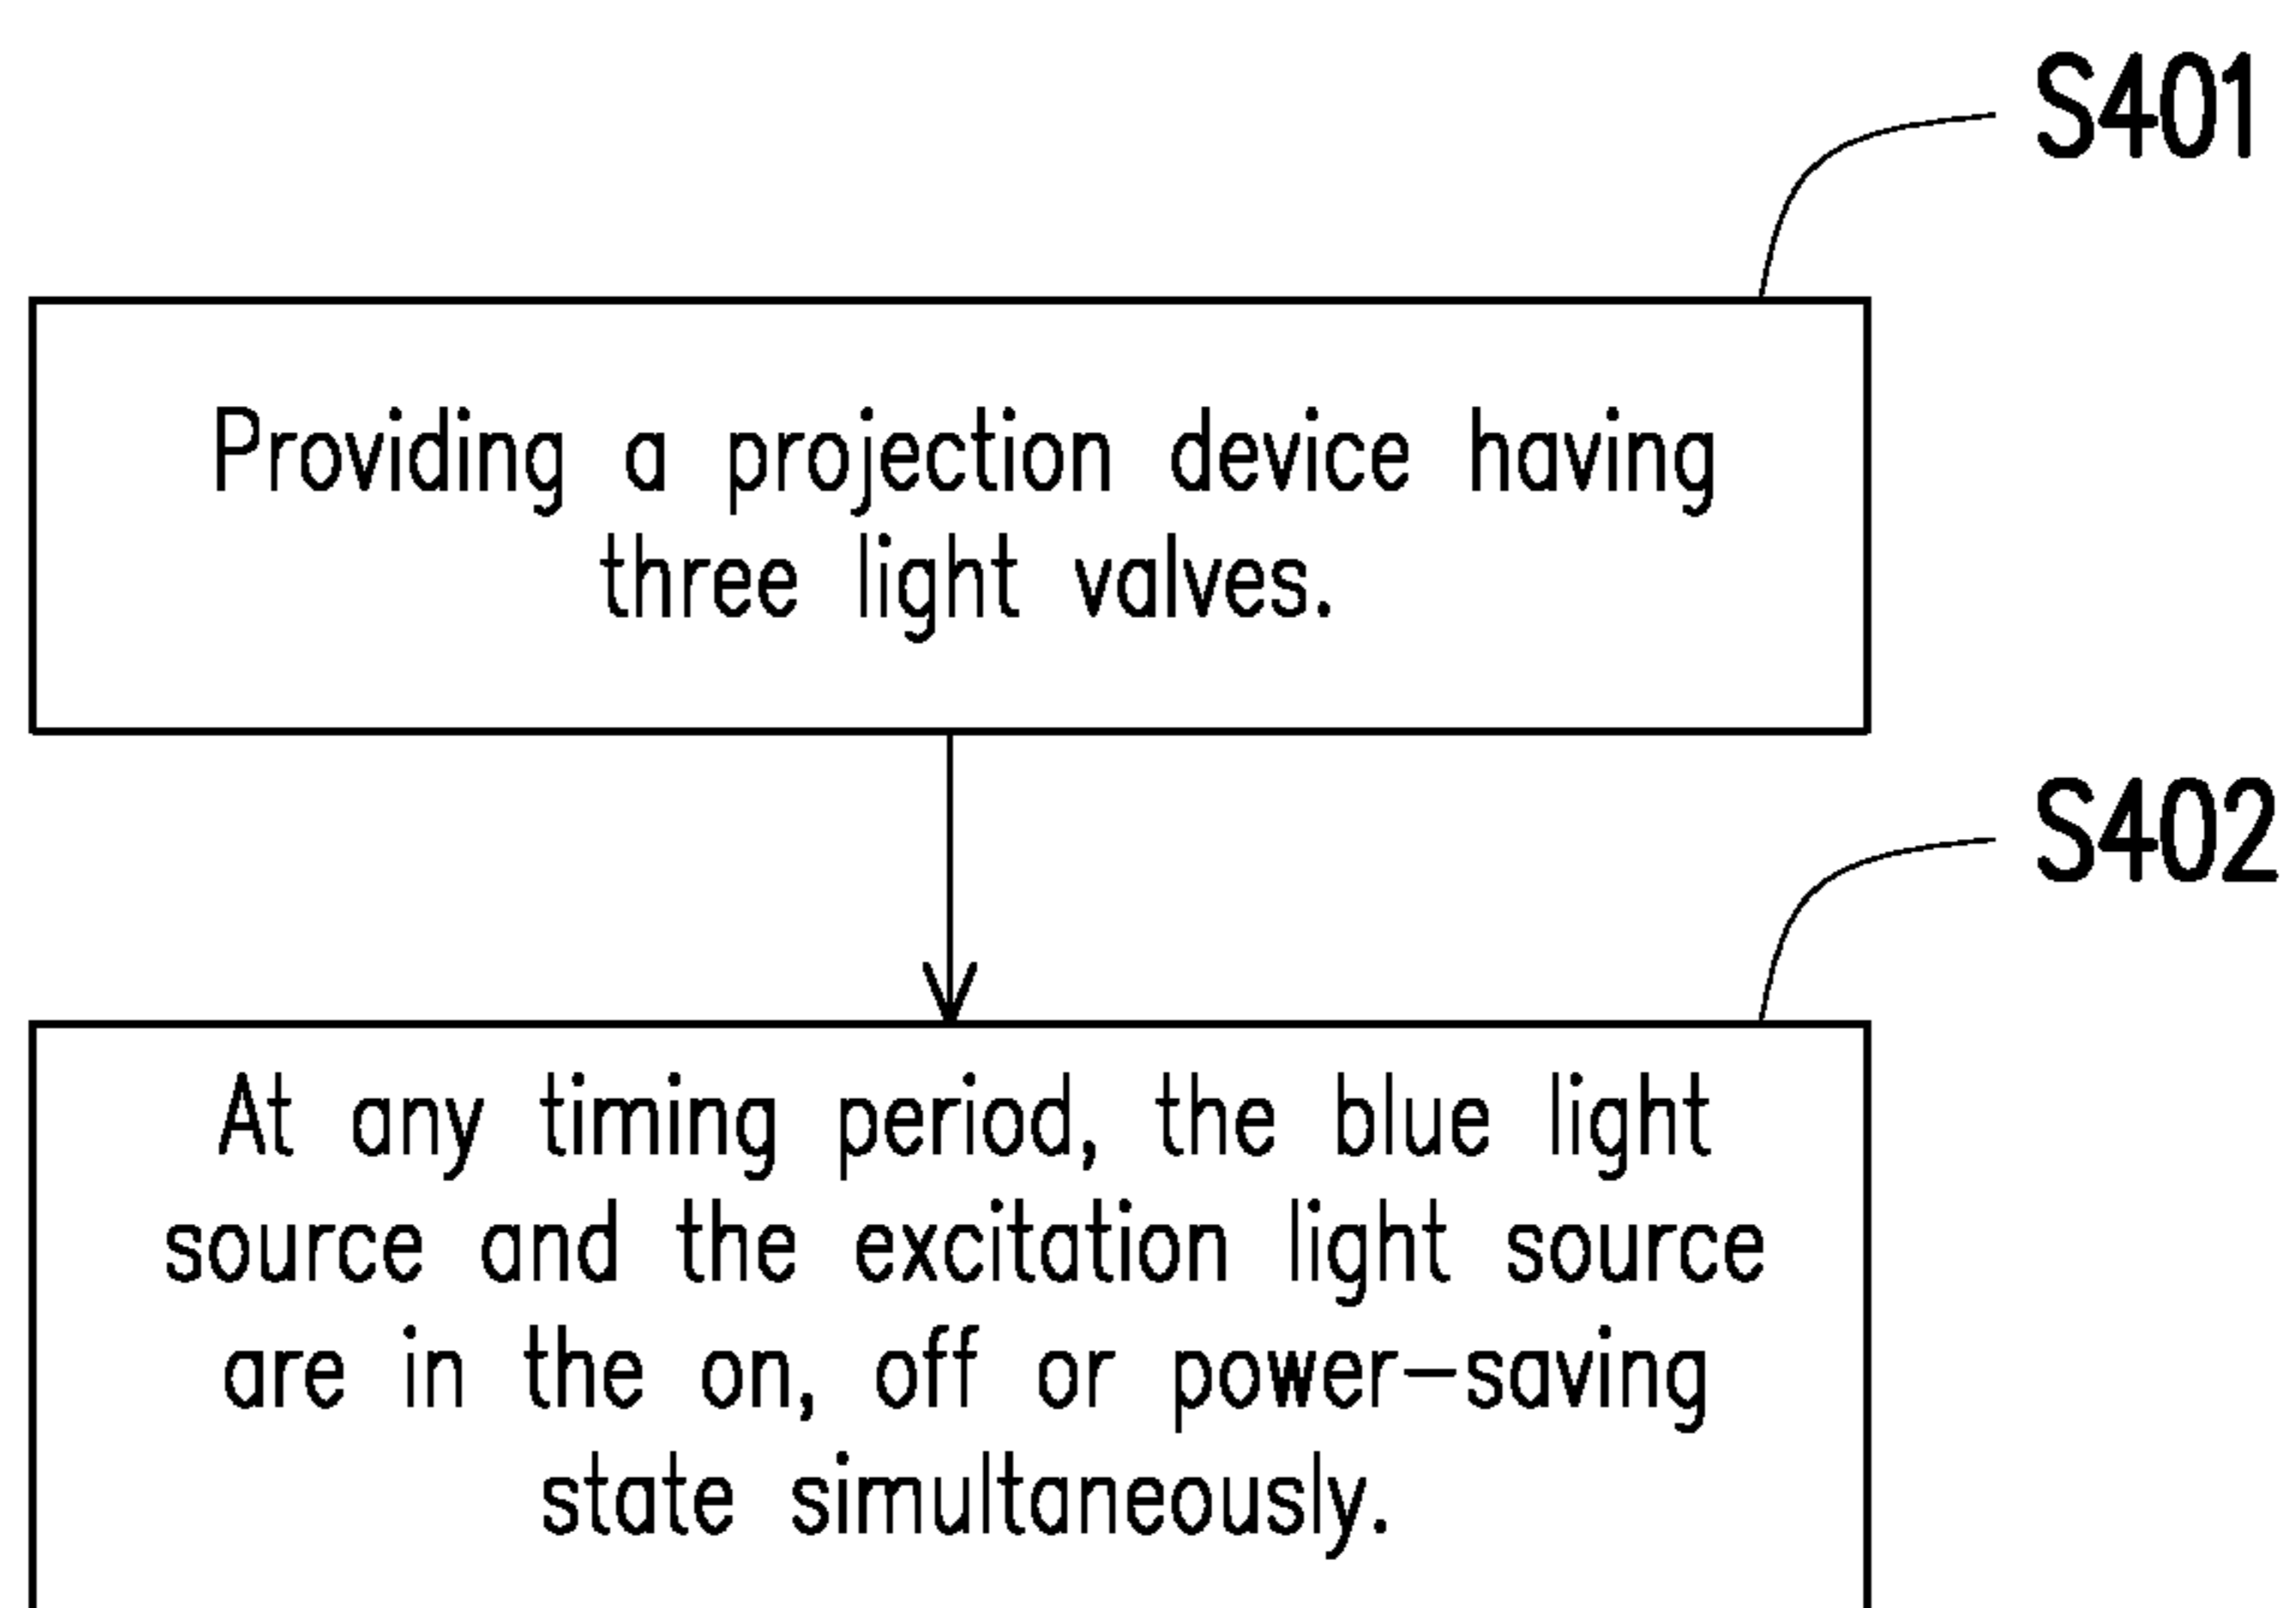 S401
Providing a projection device having
three light valves.
S402
At any timing period, the blue light
source and the excitation light source
are in the on, off or power-saving
state simultaneously.